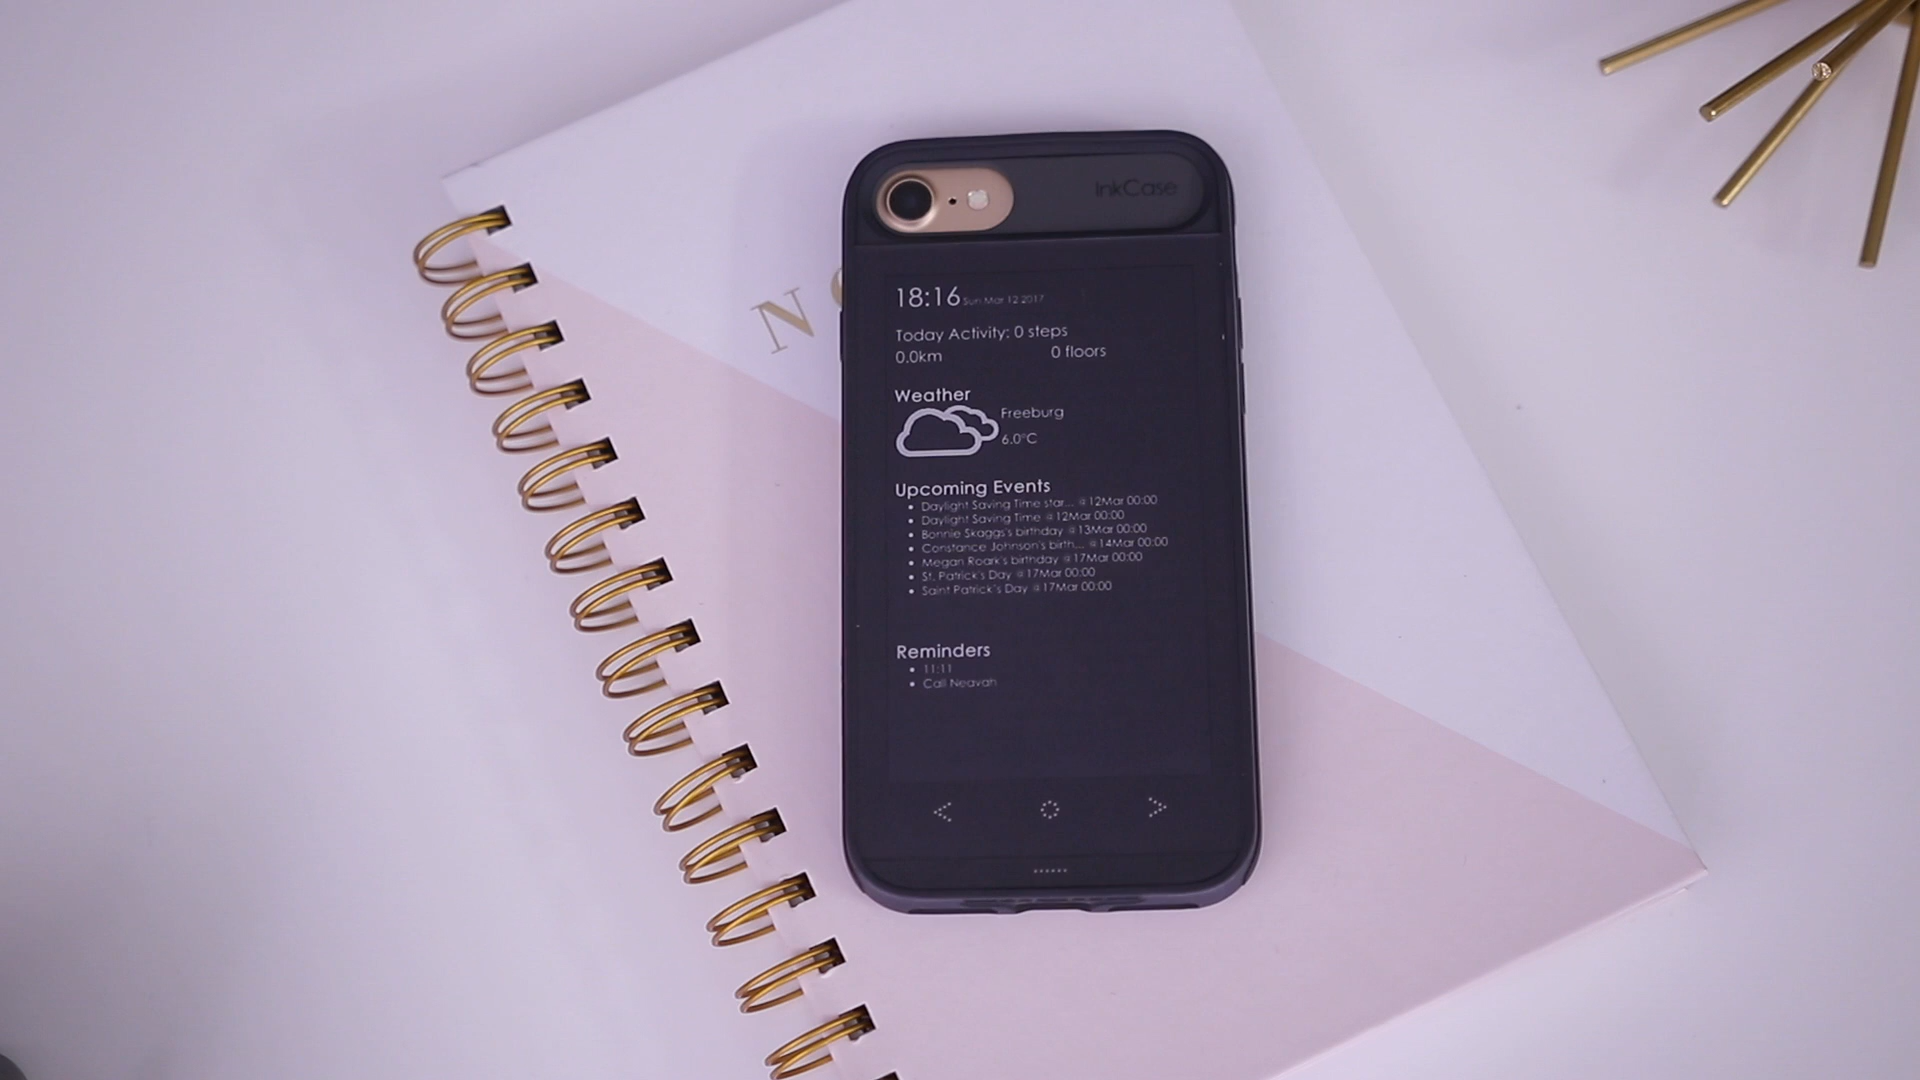 InkCase
N
18:16 Sun Mar 12 2017
Today Activity: 0 steps
0.0km 0 floors
Weather
Freeburg
6.0°C
Upcoming Events
Daylight Saving Time star... @12Mar 00:00
Daylight Saving Time @12Mar 00:00
Bonnie Skaggs's birthday @13Mar 00:00
Constance Johnson's birth... @14Mar 00:00
Megan Roark's birthday @17Mar 00:00
St. Patrick's Day @17Mar 00:00
Saint Patrick's Day @17Mar 00:00
Reminders
11:11
Call Neavah